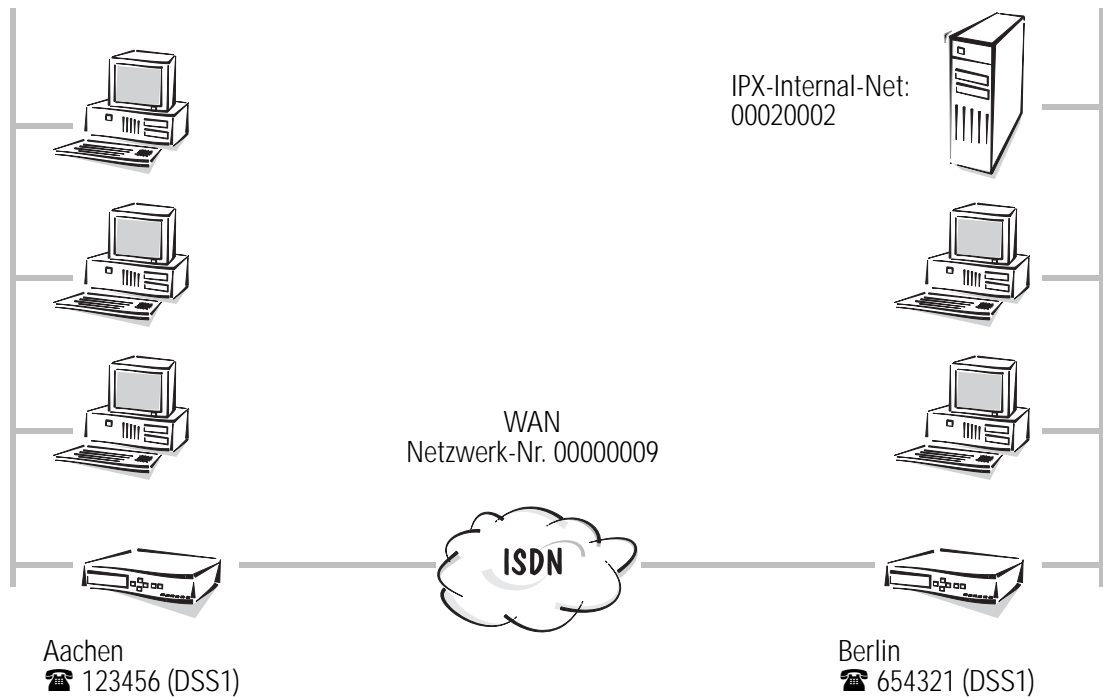 IPX-Internal-Net:
00020002
WAN
Netzwerk-Nr. 00000009
ISDN
Aachen
☎ 123456 (DSS1)
Berlin
☎ 654321 (DSS1)